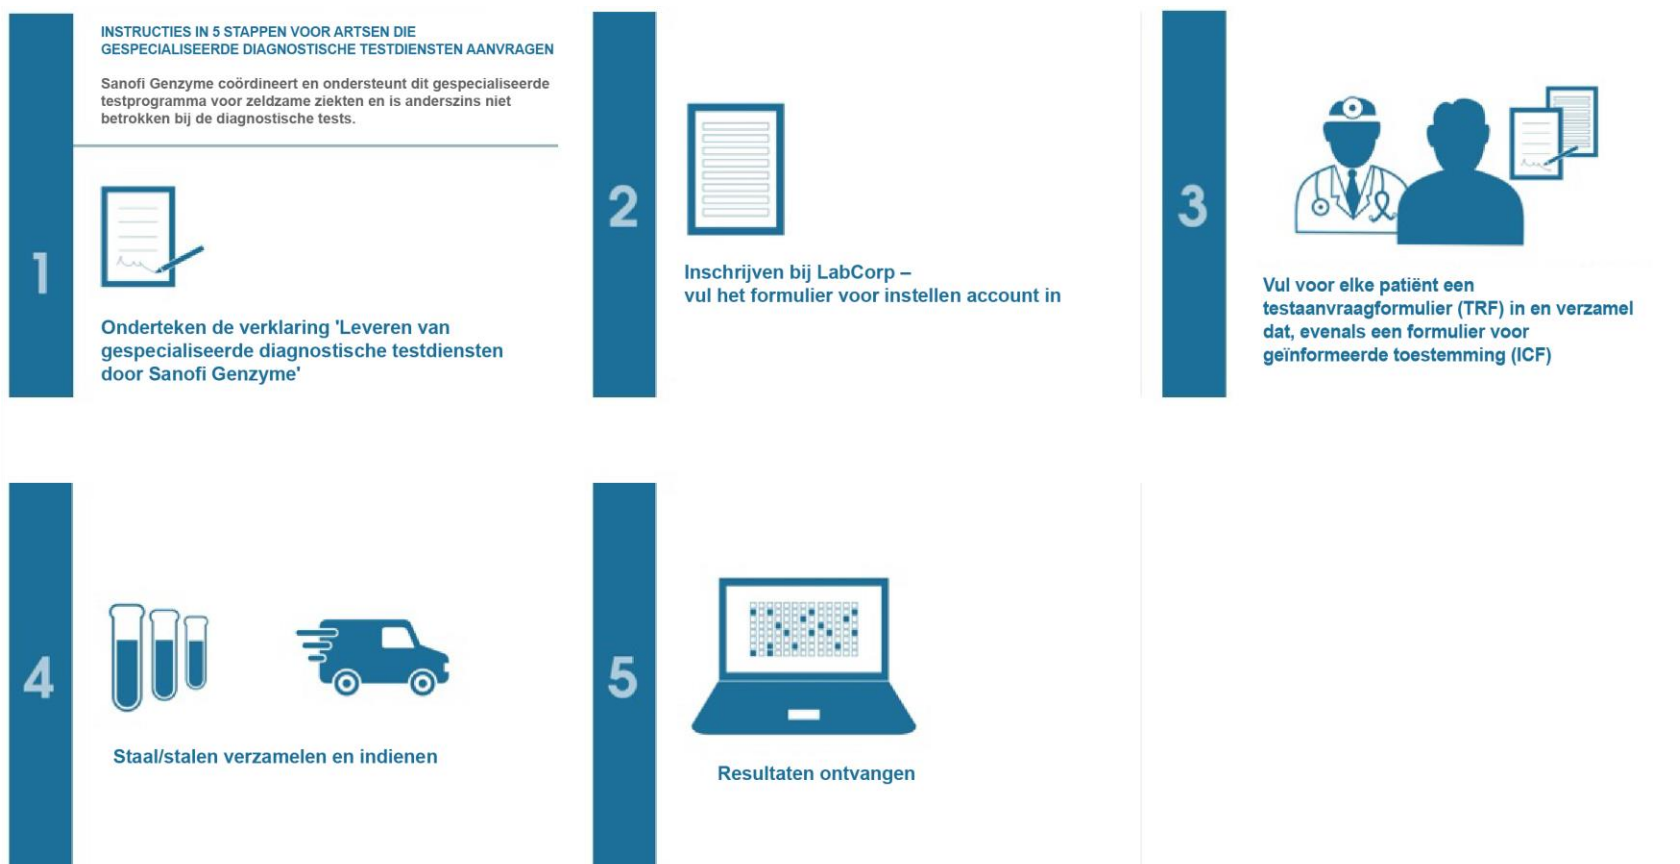 1
INSTRUCTIES IN 5 STAPPEN VOOR ARTSEN DIE
GESPECIALISEERDE DIAGNOSTISCHE TESTDIENSTEN AANVRAGEN
Sanofi Genzyme coördineert en ondersteunt dit gespecialiseerde
testprogramma voor zeldzame ziekten en is anderszins niet
betrokken bij de diagnostische tests.
Onderteken de verklaring 'Leveren van
gespecialiseerde diagnostische testdiensten
door Sanofi Genzyme'
2
Inschrijven bij LabCorp –
vul het formulier voor instellen account in
3
Vul voor elke patiënt een
testaanvraagformulier (TRF) in en verzamel
dat, evenals een formulier voor
geïnformeerde toestemming (ICF)
4
Staal/stalen verzamelen en indienen
5
Resultaten ontvangen